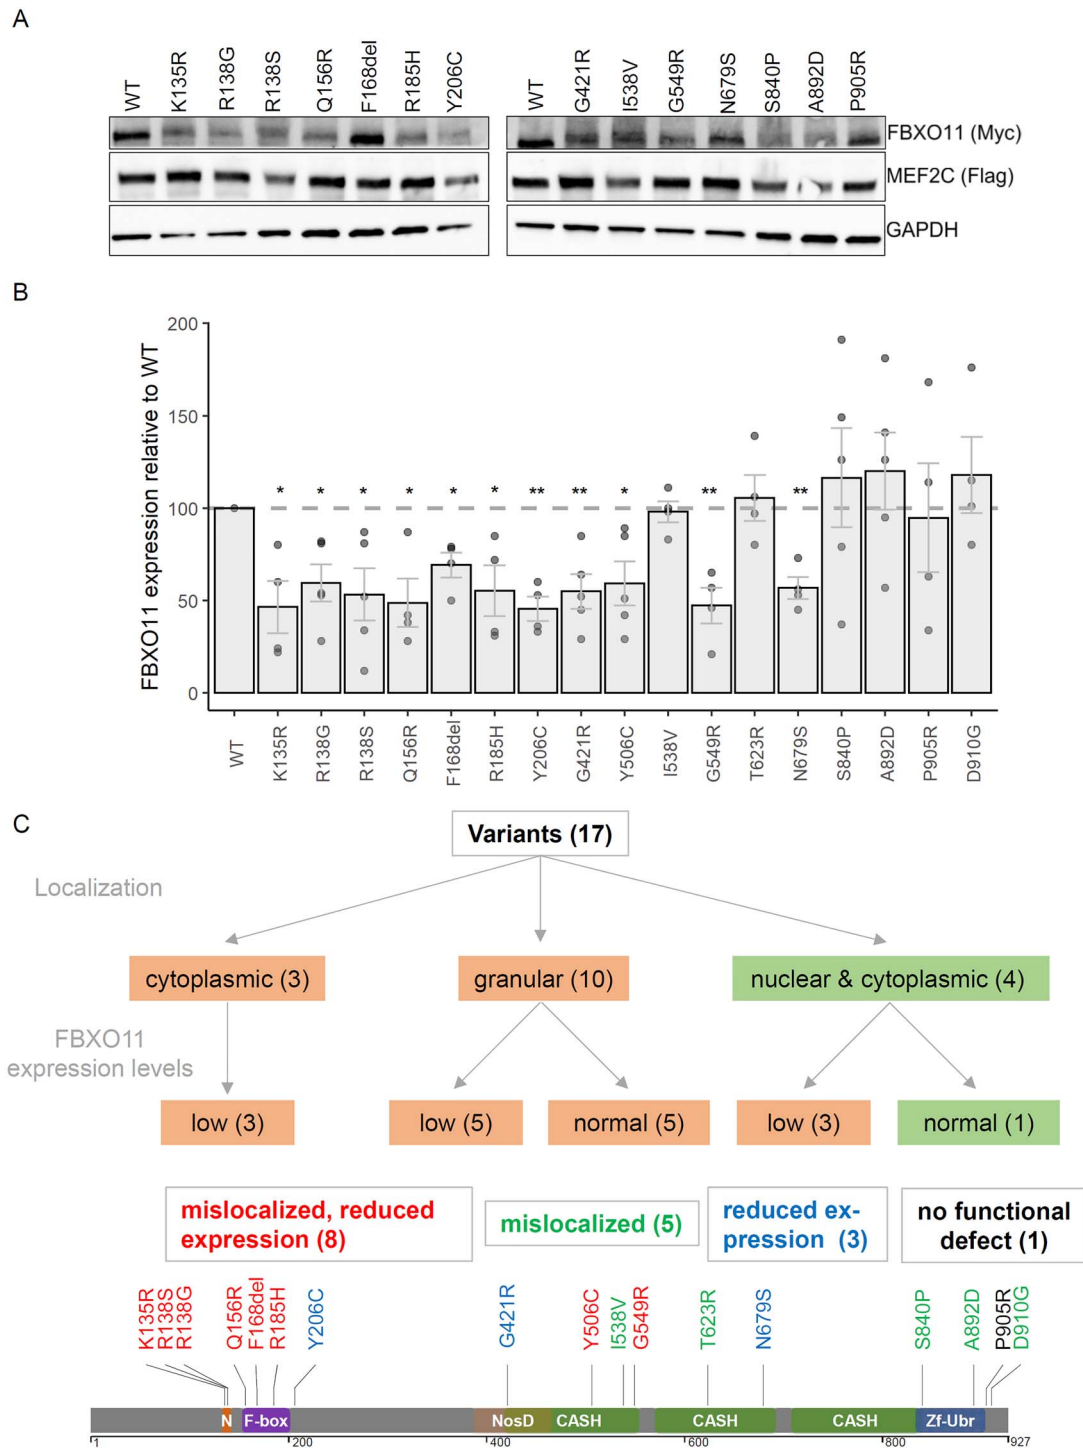 A
WT K135R R138G R138S Q156R F168del R185H Y206C WT G421R I538V G549R N679S S840P A892D P905R
FBXO11 (Myc)
MEF2C (Flag)
GAPDH
B
FBXO11 expression relative to WT
200
150
100
50
0
* * * * * * ** ** * ** **
WT K135R R138G R138S Q156R F168del R185H Y206C G421R Y506C I538V G549R T623R N679S S840P A892D P905R D910G
C
Variants (17)
Localization
cytoplasmic (3) granular (10) nuclear & cytoplasmic (4)
FBXO11
expression levels
low (3) low (5) normal (5) low (3) normal (1)
mislocalized, reduced
expression (8)
mislocalized (5)
reduced ex-
pression (3)
no functional
defect (1)
K135R R138S R138G Q156R F168del R185H Y206C G421R Y506C I538V G549R T623R N679S S840P A892D P905R D910G
N F-box NosD CASH CASH CASH Zf-Ubr
1 200 400 600 800 927